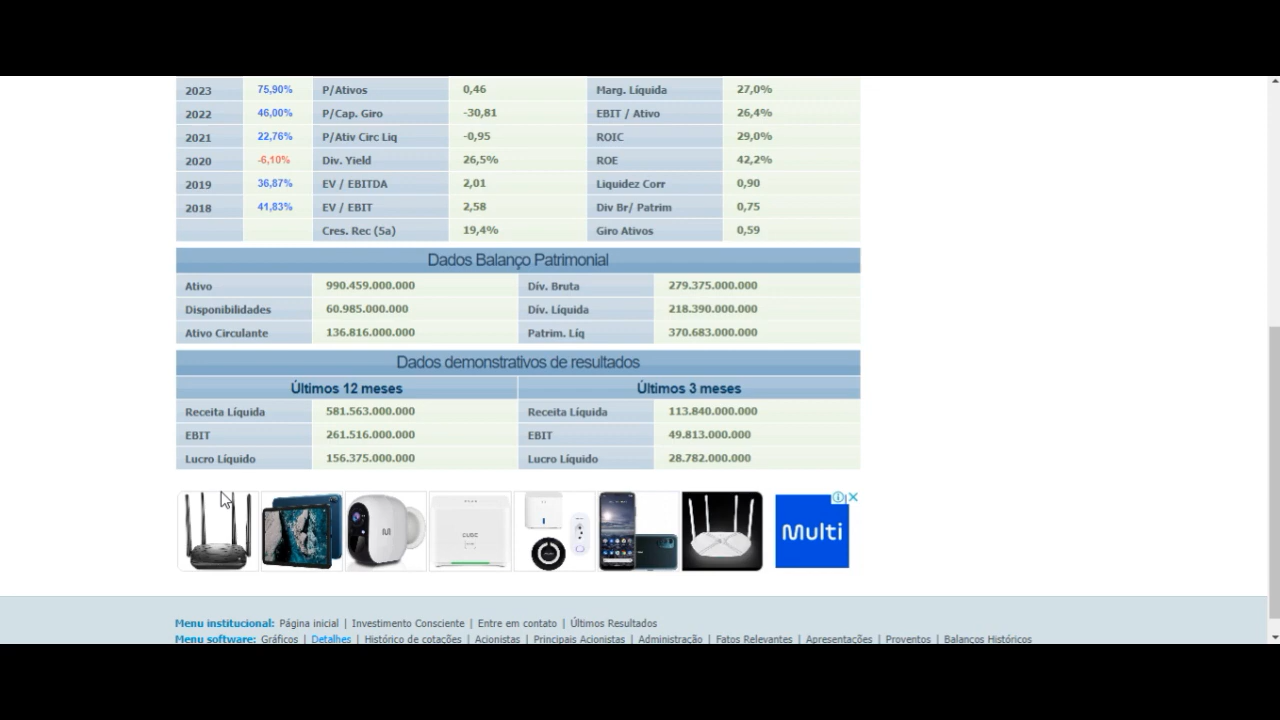 2023 75,90% P/Ativos 0,46 Marg. Líquida 27,0%
2022 46,00% P/Cap. Giro -30,81 EBIT / Ativo 26,4%
2021 22,76% P/Ativ Circ Liq -0,95 ROIC 29,0%
2020 -6,10% Div. Yield 26,5% ROE 42,2%
2019 36,87% EV / EBITDA 2,01 Liquidez Corr 0,90
2018 41,83% EV / EBIT 2,58 Div Br/ Patrim 0,75
Cres. Rec (5a) 19,4% Giro Ativos 0,59
Dados Balanço Patrimonial
Ativo 990.459.000.000 Dív. Bruta 279.375.000.000
Disponibilidades 60.985.000.000 Dív. Líquida 218.390.000.000
Ativo Circulante 136.816.000.000 Patrim. Líq 370.683.000.000
Dados demonstrativos de resultados
Últimos 12 meses Últimos 3 meses
Receita Líquida 581.563.000.000 Receita Líquida 113.840.000.000
EBIT 261.516.000.000 EBIT 49.813.000.000
Lucro Líquido 156.375.000.000 Lucro Líquido 28.782.000.000
Multi
Menu institucional: Página inicial | Investimento Consciente | Entre em contato | Últimos Resultados
Menu software: Gráficos | Detalhes | Histórico de cotações | Acionistas | Principais Acionistas | Administração | Fatos Relevantes | Apresentações | Proventos | Balanços Históricos